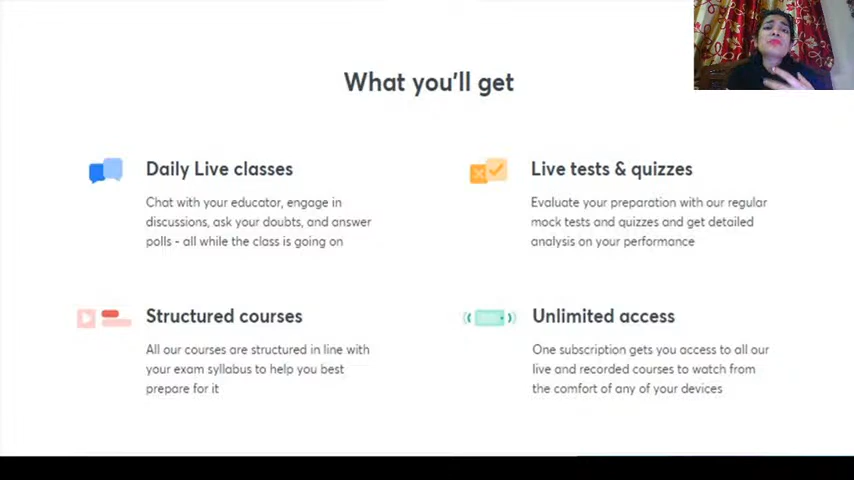 What you'll get
Daily Live classes
Chat with your educator, engage in
discussions, ask your doubts, and answer
polls - all while the class is going on
Live tests & quizzes
Evaluate your preparation with our regular
mock tests and quizzes and get detailed
analysis on your performance
Structured courses
All our courses are structured in line with
your exam syllabus to help you best
prepare for it
Unlimited access
One subscription gets you access to all our
live and recorded courses to watch from
the comfort of any of your devices